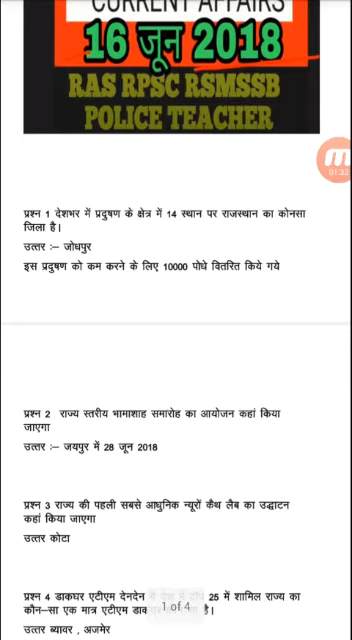 CURRENT AFFAIRS
16 जून 2018
RAS RPSC RSMSSB
POLICE TEACHER
01:32
प्रश्न 1 देशभर में प्रदुषण के क्षेत्र में 14 स्थान पर राजस्थान का कोनसा
जिला है।
उत्तर :– जोधपुर
इस प्रदुषण को कम करने के लिए 10000 पोधे वितरित किये गये
प्रश्न 2 राज्य स्तरीय भामाशाह समारोह का आयोजन कहां किया
जाएगा
उत्तर :– जयपुर में 28 जून 2018
प्रश्न 3 राज्य की पहली सबसे आधुनिक न्यूरों कैथ लैब का उद्घाटन
कहां किया जाएगा
उत्तर कोटा
प्रश्न 4 डाकघर एटीएम देनदेन में देश में टॉप 25 में शामिल राज्य का
कौन–सा एक मात्र एटीएम है।
1 of 4
उत्तर ब्यावर , अजमेर